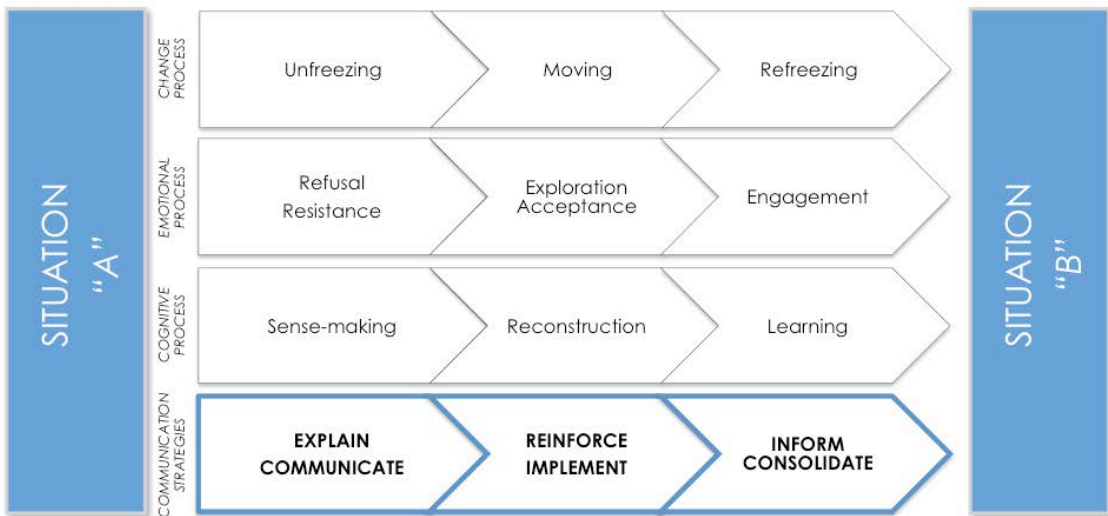 SITUATION
“A”
CHANGE
PROCESS
Unfreezing
Moving
Refreezing
EMOTIONAL
PROCESS
Refusal
Resistance
Exploration
Acceptance
Engagement
COGNITIVE
PROCESS
Sense-making
Reconstruction
Learning
COMMUNICATION
STRATEGIES
EXPLAIN
COMMUNICATE
REINFORCE
IMPLEMENT
INFORM
CONSOLIDATE
SITUATION
“B”